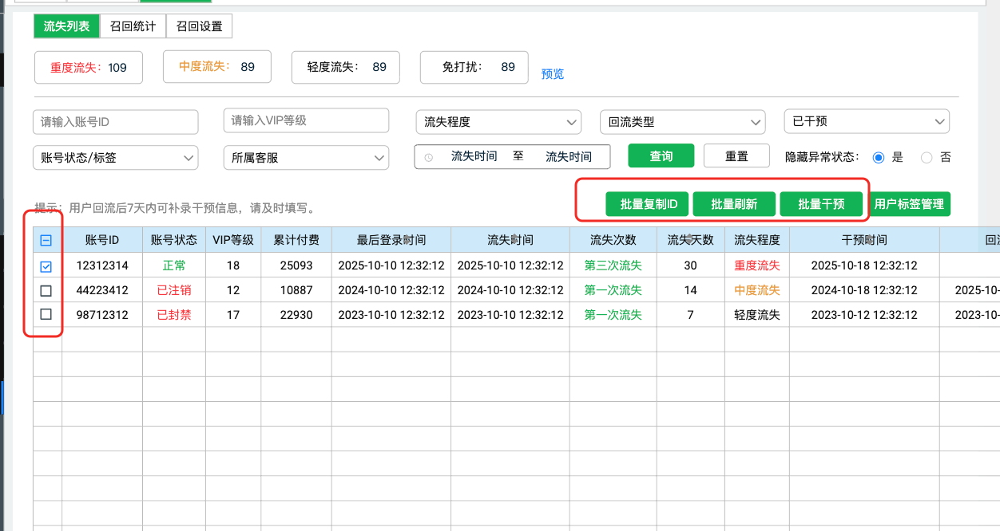 流失列表 召回统计 召回设置
重度流失：109 中度流失： 89 轻度流失： 89 免打扰： 89 预览
请输入账号ID 请输入VIP等级 流失程度 回流类型 已干预
账号状态/标签 所属客服 流失时间 至 流失时间 查询 重置 隐藏异常状态： 是 否
提示：用户回流后7天内可补录干预信息，请及时填写。 批量复制ID 批量刷新 批量干预 用户标签管理
账号ID 账号状态 VIP等级 累计付费 最后登录时间 流失时间 流失次数 流失天数 流失程度 干预时间 回
12312314 正常 18 25093 2025-10-10 12:32:12 2025-10-10 12:32:12 第三次流失 30 重度流失 2025-10-18 12:32:12
44223412 已注销 12 10887 2024-10-10 12:32:12 2024-10-10 12:32:12 第一次流失 14 中度流失 2024-10-18 12:32:12 2025-10-
98712312 已封禁 17 22930 2023-10-10 12:32:12 2023-10-10 12:32:12 第一次流失 7 轻度流失 2023-10-12 12:32:12 2023-10-